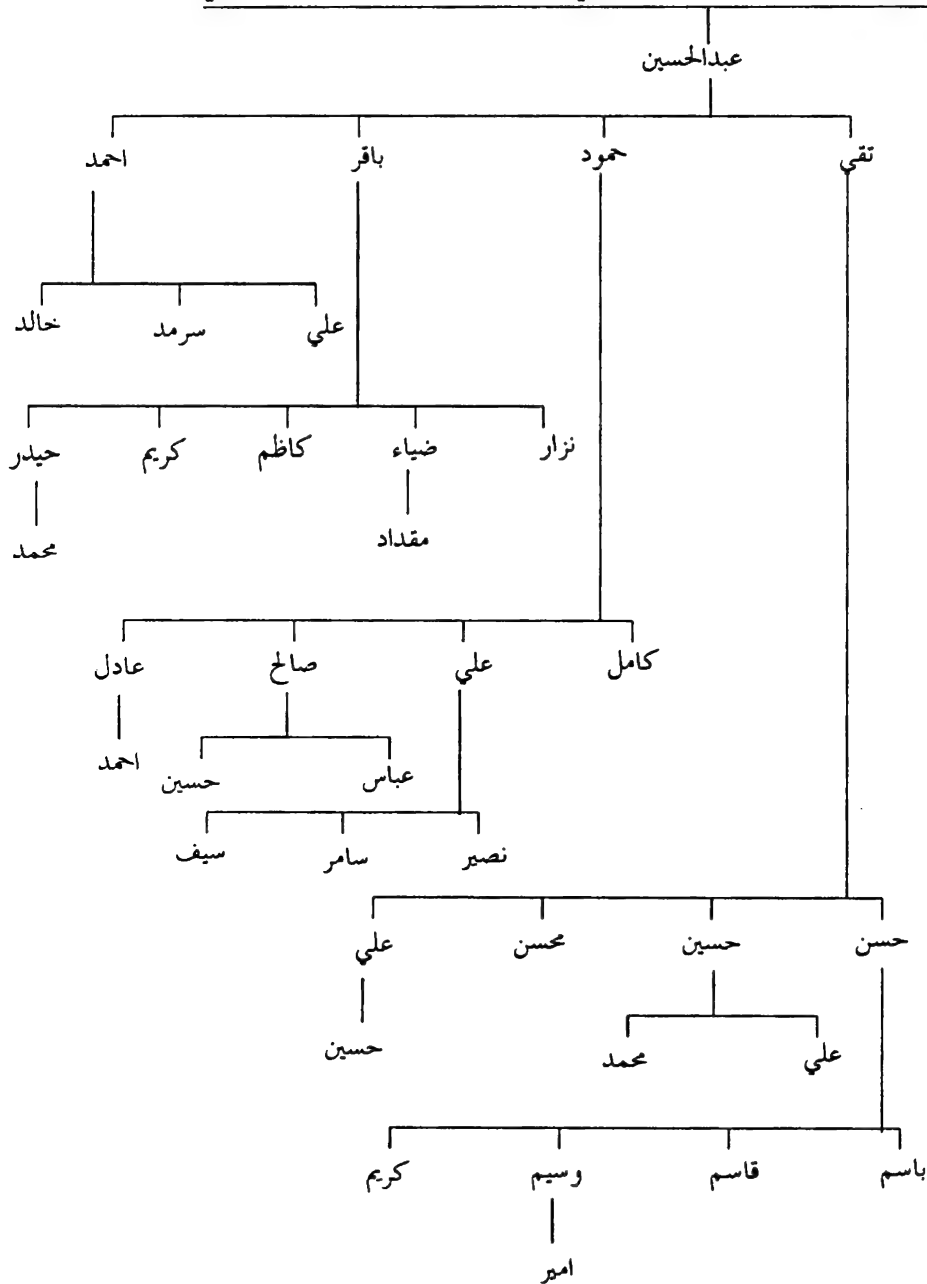 عبدالحسين
تقي حمود باقر احمد
علي سرمد خالد
نزار ضياء كاظم كريم حيدر
مقداد محمد
كامل علي صالح عادل
احمد
عباس حسين
نصير سامر سيف
حسن حسين محسن علي
علي محمد حسين
باسم قاسم وسيم كريم
امير